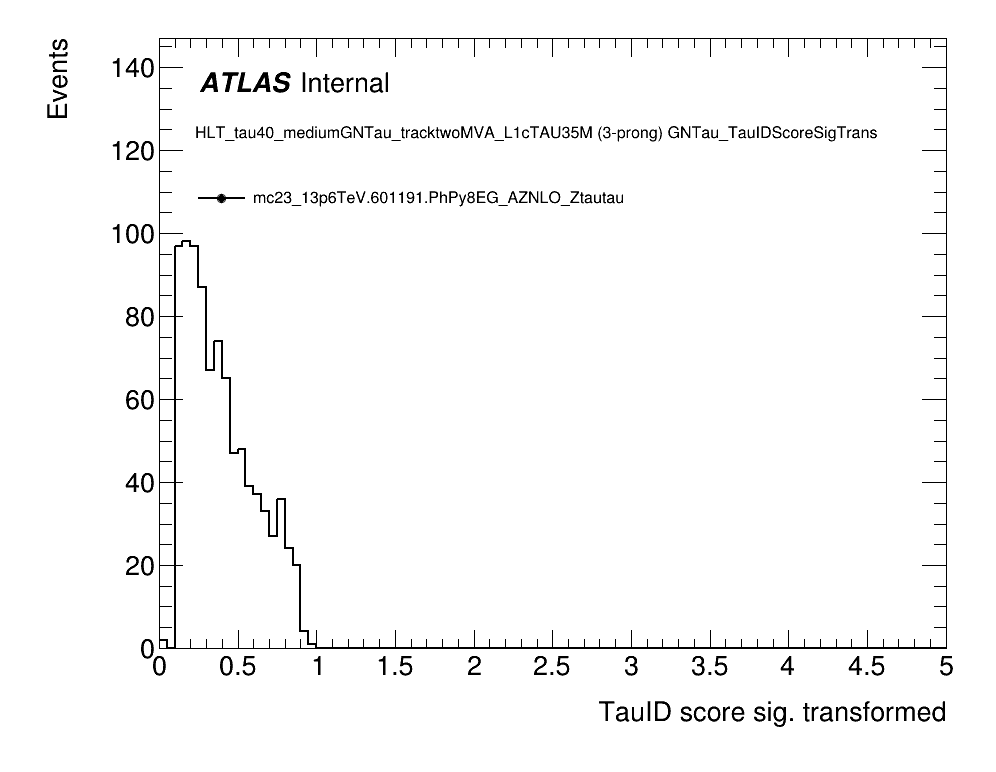 Events
ATLAS Internal
HLT_tau40_mediumGNTau_tracktwoMVA_L1cTAU35M (3-prong) GNTau_TauIDScoreSigTrans
mc23_13p6TeV.601191.PhPy8EG_AZNLO_Ztautau
140
120
100
80
60
40
20
0
0 0.5 1 1.5 2 2.5 3 3.5 4 4.5 5
TauID score sig. transformed